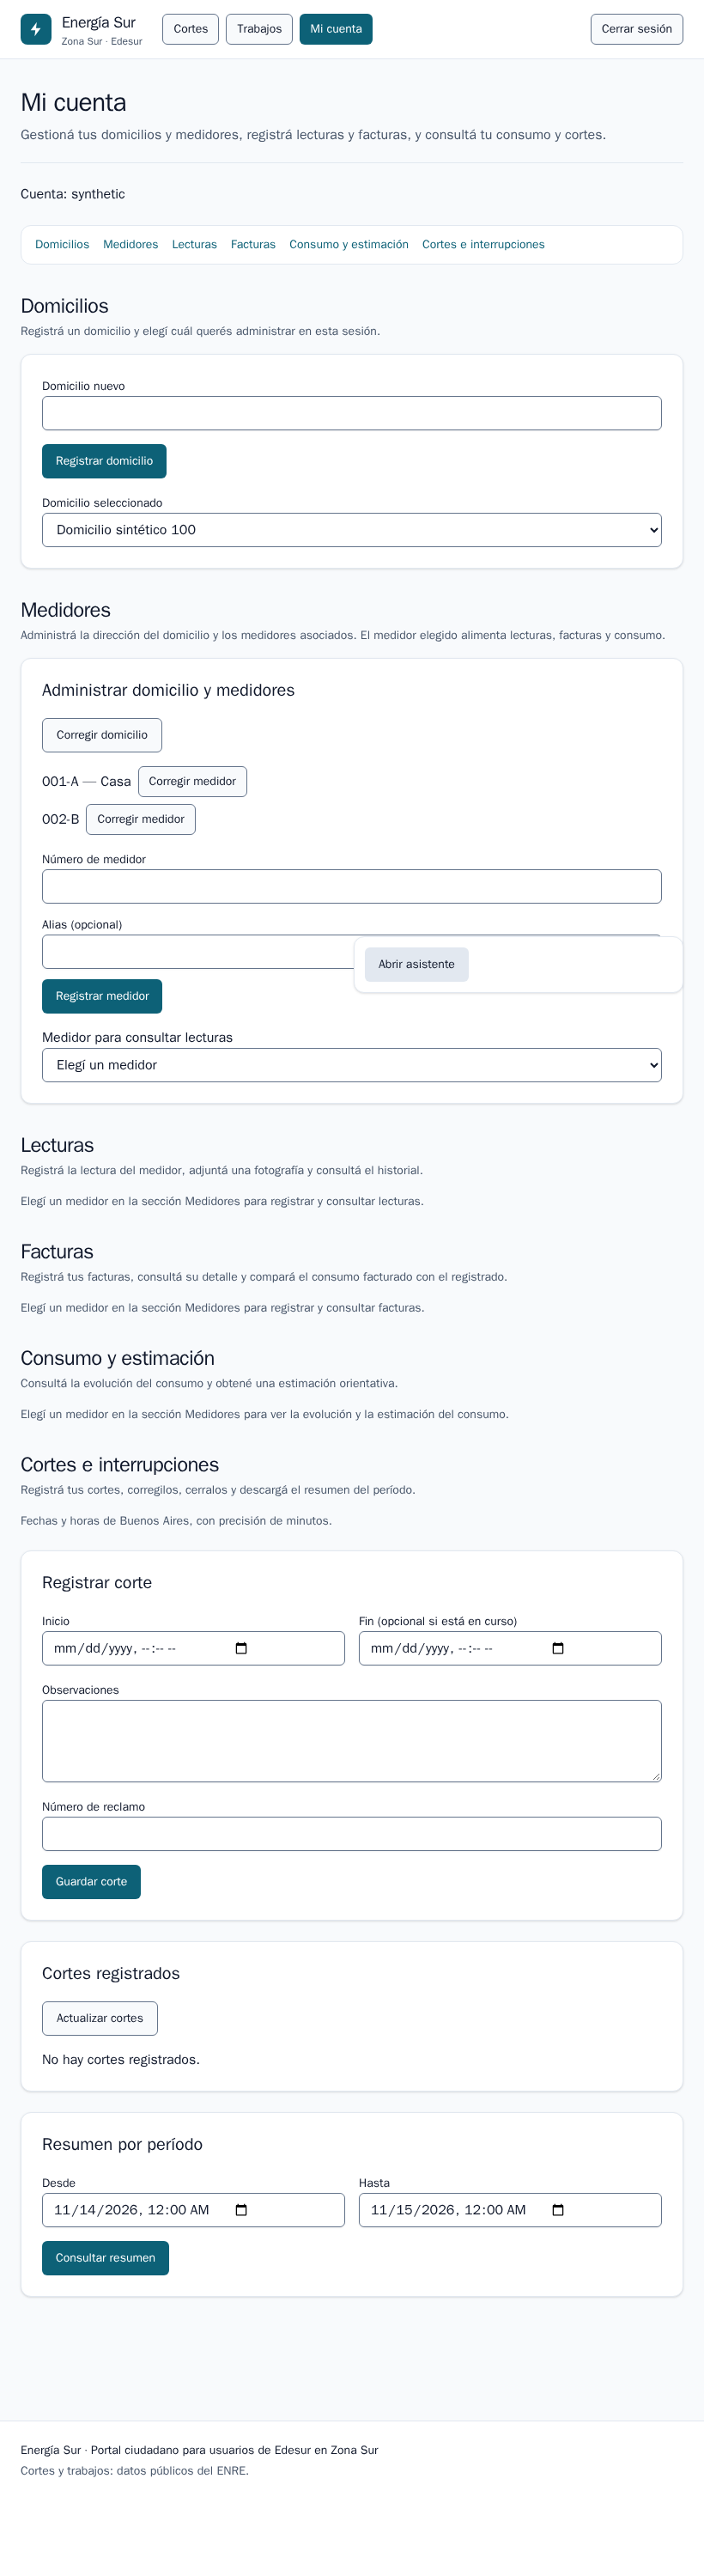 Energía Sur
Zona Sur · Edesur
Cortes
Trabajos
Mi cuenta
Cerrar sesión
Mi cuenta
Gestioná tus domicilios y medidores, registrá lecturas y facturas, y consultá tu consumo y cortes.
Cuenta: synthetic
Domicilios Medidores Lecturas Facturas Consumo y estimación Cortes e interrupciones
Domicilios
Registrá un domicilio y elegí cuál querés administrar en esta sesión.
Domicilio nuevo
Registrar domicilio
Domicilio seleccionado
Domicilio sintético 100
Medidores
Administrá la dirección del domicilio y los medidores asociados. El medidor elegido alimenta lecturas, facturas y consumo.
Administrar domicilio y medidores
Corregir domicilio
001-A — Casa Corregir medidor
002-B Corregir medidor
Número de medidor
Alias (opcional)
Abrir asistente
Registrar medidor
Medidor para consultar lecturas
Elegí un medidor
Lecturas
Registrá la lectura del medidor, adjuntá una fotografía y consultá el historial.
Elegí un medidor en la sección Medidores para registrar y consultar lecturas.
Facturas
Registrá tus facturas, consultá su detalle y compará el consumo facturado con el registrado.
Elegí un medidor en la sección Medidores para registrar y consultar facturas.
Consumo y estimación
Consultá la evolución del consumo y obtené una estimación orientativa.
Elegí un medidor en la sección Medidores para ver la evolución y la estimación del consumo.
Cortes e interrupciones
Registrá tus cortes, corregilos, cerralos y descargá el resumen del período.
Fechas y horas de Buenos Aires, con precisión de minutos.
Registrar corte
Inicio Fin (opcional si está en curso)
mm/dd/yyyy, --:-- -- mm/dd/yyyy, --:-- --
Observaciones
Número de reclamo
Guardar corte
Cortes registrados
Actualizar cortes
No hay cortes registrados.
Resumen por período
Desde Hasta
11/14/2026, 12:00 AM 11/15/2026, 12:00 AM
Consultar resumen
Energía Sur · Portal ciudadano para usuarios de Edesur en Zona Sur
Cortes y trabajos: datos públicos del ENRE.